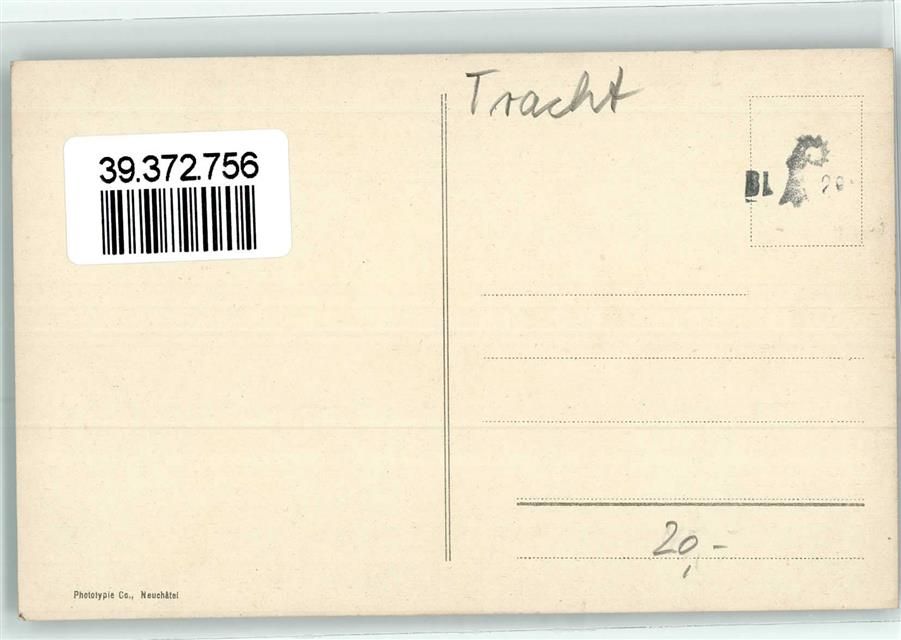 Tracht
39.372.756
BL
20,-
Phototypie Co., Neuchâtel